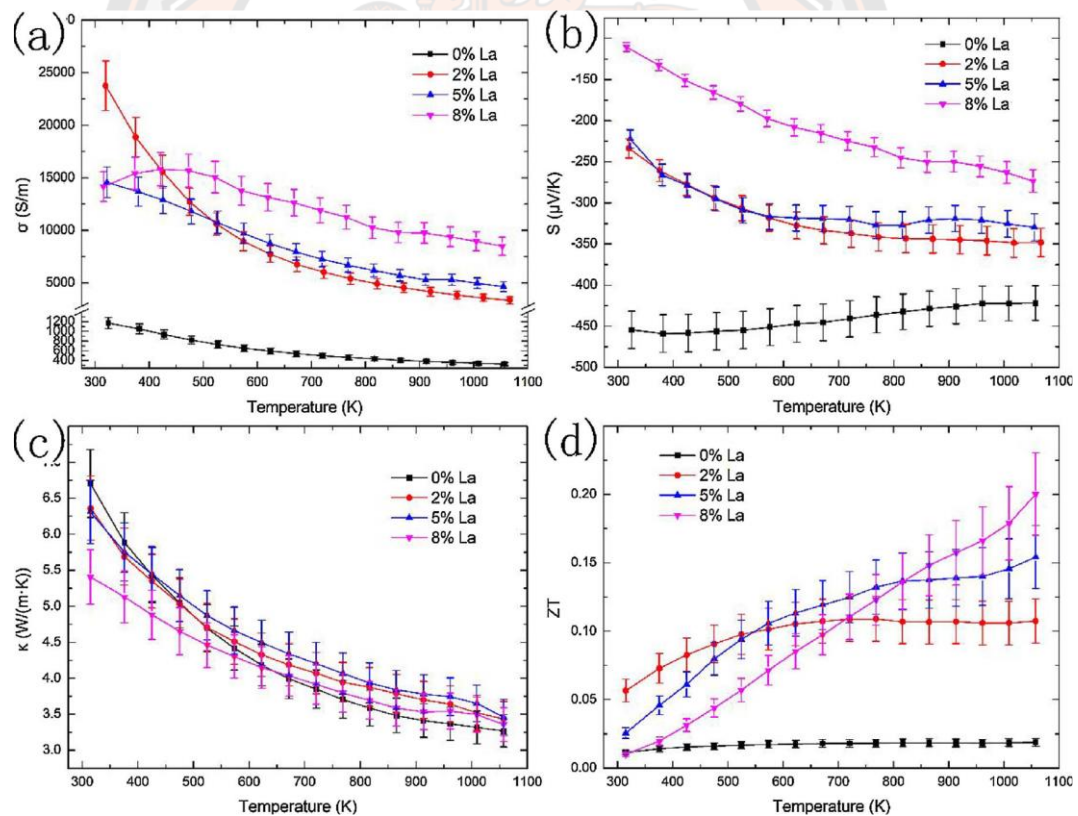 (a)
0% La
2% La
5% La
8% La
25000
20000
15000
10000
5000
1200
1000
800
600
400
σ (S/m)
300 400 500 600 700 800 900 1000 1100
Temperature (K)
(b)
0% La
2% La
5% La
8% La
-150
-200
-250
-300
-350
-400
-450
-500
S (μV/K)
300 400 500 600 700 800 900 1000 1100
Temperature (K)
(c)
0% La
2% La
5% La
8% La
6.5
6.0
5.5
5.0
4.5
4.0
3.5
3.0
κ (W/(m·K))
300 400 500 600 700 800 900 1000 1100
Temperature (K)
(d)
0% La
2% La
5% La
8% La
0.20
0.15
0.10
0.05
0.00
ZT
300 400 500 600 700 800 900 1000 1100
Temperature (K)